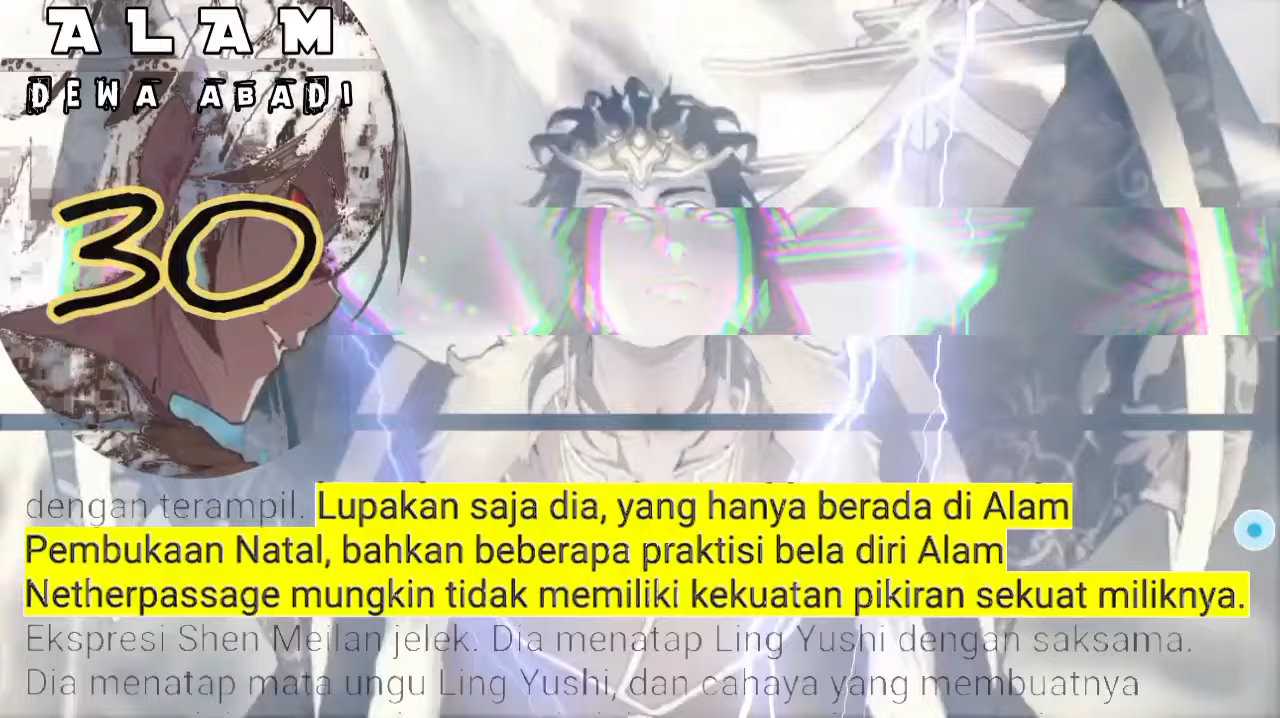 ALAM
DEWA ABADI
30
dengan terampil. Lupakan saja dia, yang hanya berada di Alam
Pembukaan Natal, bahkan beberapa praktisi bela diri Alam
Netherpassage mungkin tidak memiliki kekuatan pikiran sekuat miliknya.
Ekspresi Shen Meilan jelek. Dia menatap Ling Yushi dengan saksama.
Dia menatap mata ungu Ling Yushi, dan cahaya yang membuatnya